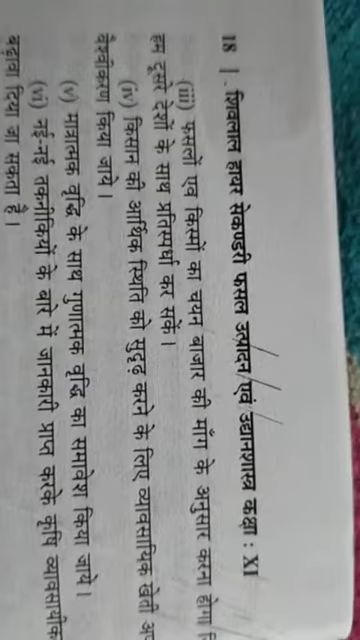 18 | शिवलाल हायर सेकण्डरी फसल उत्पादन एवं उद्यानशास्त्र कक्षा : XI
(iii) फसलों एवं किस्मों का चयन बाजार की माँग के अनुसार करना होगा
हम दूसरे देशों के साथ प्रतिस्पर्धा कर सकें।
(iv) किसान की आर्थिक स्थिति को सुदृढ़ करने के लिए व्यावसायिक खेती
वैश्वीकरण किया जाये।
(v) मात्रात्मक वृद्धि के साथ गुणात्मक वृद्धि का समावेश किया जाये।
(vi) नई-नई तकनीकियों के बारे में जानकारी प्राप्त करके कृषि
बढ़ावा दिया जा सकता है।